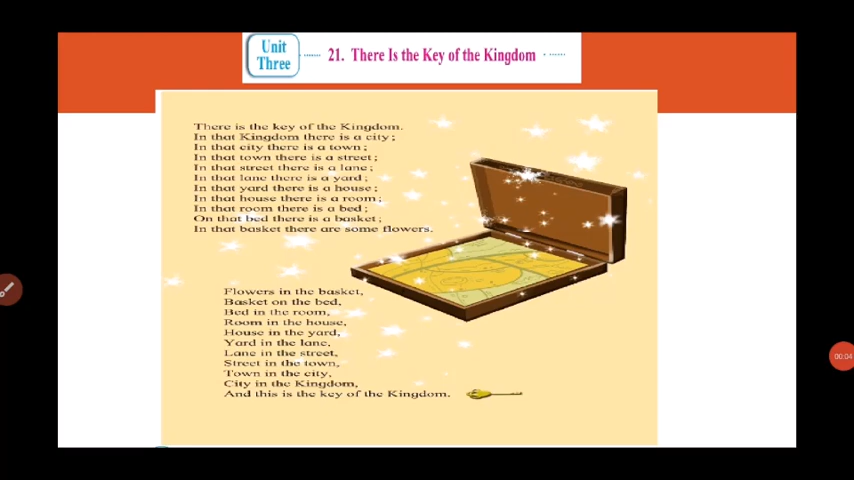 Unit
Three
21. There Is the Key of the Kingdom
There is the key of the Kingdom.
In that Kingdom there is a city;
In that city there is a town;
In that town there is a street;
In that street there is a lane;
In that lane there is a yard;
In that yard there is a house;
In that house there is a room;
In that room there is a bed;
On that bed there is a basket;
In that basket there are some flowers.
Flowers in the basket,
Basket on the bed,
Bed in the room,
Room in the house,
House in the yard,
Yard in the lane,
Lane in the street,
Street in the town,
Town in the city,
City in the Kingdom,
And this is the key of the Kingdom.
00:04